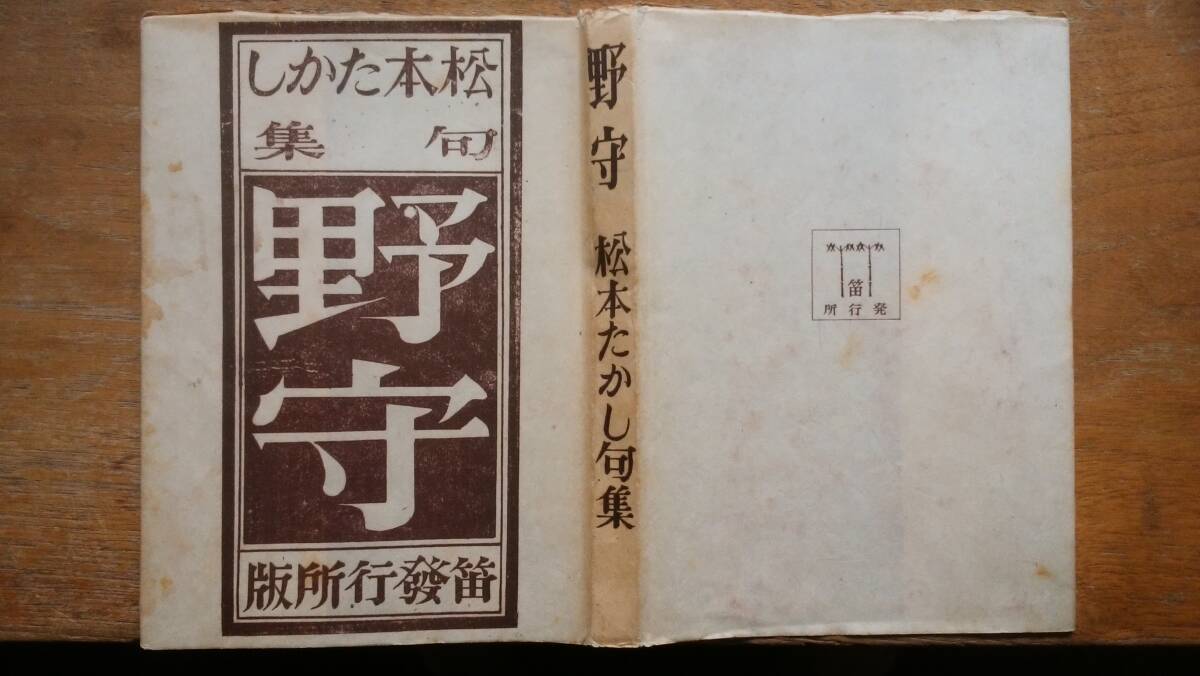 松本たかし
句集
野守
笛發行所版
野守 松本たかし句集
笛
発行所